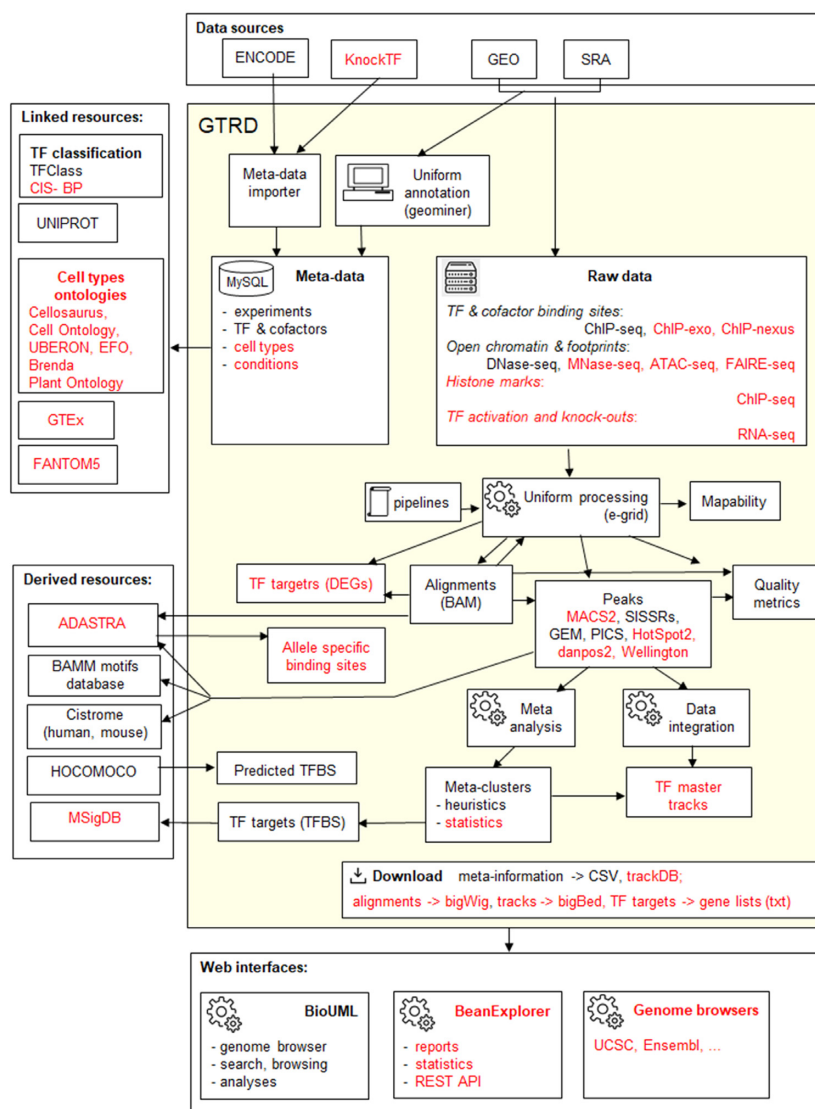 Data sources
ENCODE
KnockTF
GEO
SRA
Linked resources:
TF classification
TFClass
CIS- BP
UNIPROT
Cell types
ontologies
Cellosaurus,
Cell Ontology,
UBERON, EFO,
Brenda
Plant Ontology
GTEx
FANTOM5
GTRD
Meta-data
importer
Uniform
annotation
(geominer)
MySQL
Meta-data
- experiments
- TF & cofactors
- cell types
- conditions
Raw data
TF & cofactor binding sites:
ChIP-seq, ChIP-exo, ChIP-nexus
Open chromatin & footprints:
DNase-seq, MNase-seq, ATAC-seq, FAIRE-seq
Histone marks:
ChIP-seq
TF activation and knock-outs:
RNA-seq
pipelines
Uniform processing
(e-grid)
Mapability
Derived resources:
ADASTRA
BAMM motifs
database
Cistrome
(human, mouse)
HOCOMOCO
MSigDB
TF targetrs (DEGs)
Alignments
(BAM)
Peaks
MACS2, SISSRs,
GEM, PICS, HotSpot2,
danpos2, Wellington
Quality
metrics
Allele specific
binding sites
Meta
analysis
Data
integration
Predicted TFBS
Meta-clusters
- heuristics
- statistics
TF master
tracks
TF targets (TFBS)
Download meta-information -> CSV, trackDB;
alignments -> bigWig, tracks -> bigBed, TF targets -> gene lists (txt)
Web interfaces:
BioUML
- genome browser
- search, browsing
- analyses
BeanExplorer
- reports
- statistics
- REST API
Genome browsers
UCSC, Ensembl, ...